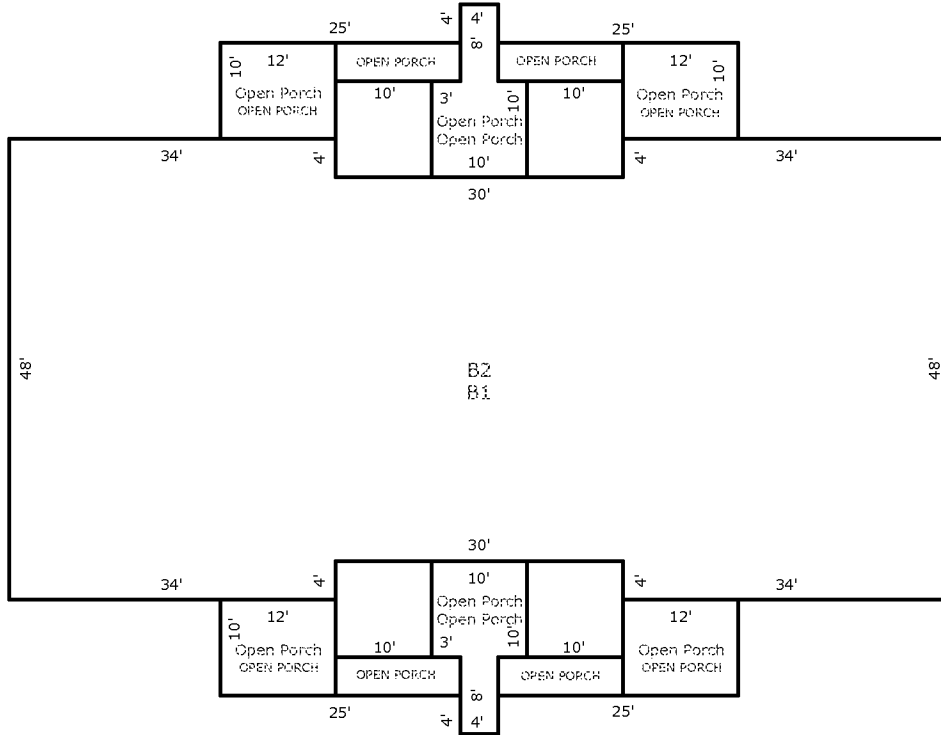 4'
4'
25'
25'
8'
12'
OPEN PORCH
OPEN PORCH
12'
10'
10'
Open Porch
OPEN PORCH
10'
3'
10'
10'
Open Porch
OPEN PORCH
Open Porch
Open Porch
34'
4'
10'
4'
34'
30'
48'
B2
B1
48'
30'
34'
4'
10'
4'
34'
12'
Open Porch
Open Porch
12'
10'
10'
3'
10'
10'
Open Porch
OPEN PORCH
Open Porch
OPEN PORCH
OPEN PORCH
OPEN PORCH
8'
25'
4'
4'
25'